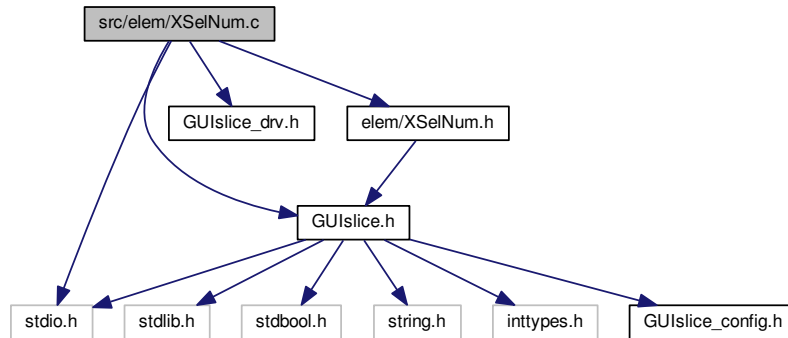 src/elem/XSelNum.c
GUIslice_drv.h
elem/XSelNum.h
GUIslice.h
stdio.h
stdlib.h
stdbool.h
string.h
inttypes.h
GUIslice_config.h